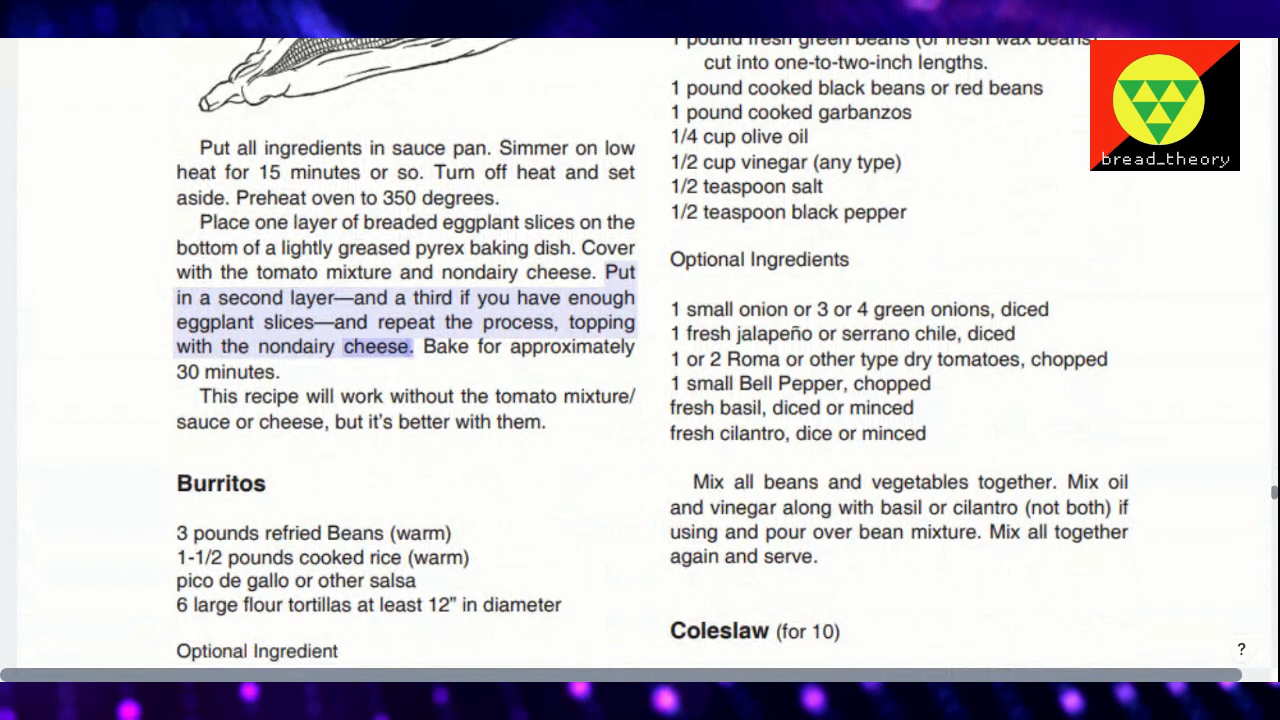 Put all ingredients in sauce pan. Simmer on low
heat for 15 minutes or so. Turn off heat and set
aside. Preheat oven to 350 degrees.
Place one layer of breaded eggplant slices on the
bottom of a lightly greased pyrex baking dish. Cover
with the tomato mixture and nondairy cheese. Put
in a second layer—and a third if you have enough
eggplant slices—and repeat the process, topping
with the nondairy cheese. Bake for approximately
30 minutes.
This recipe will work without the tomato mixture/
sauce or cheese, but it's better with them.
Burritos
3 pounds refried Beans (warm)
1-1/2 pounds cooked rice (warm)
pico de gallo or other salsa
6 large flour tortillas at least 12” in diameter
Optional Ingredient
1 pound fresh green beans (or fresh wax beans)
cut into one-to-two-inch lengths.
1 pound cooked black beans or red beans
1 pound cooked garbanzos
1/4 cup olive oil
1/2 cup vinegar (any type)
1/2 teaspoon salt
1/2 teaspoon black pepper
Optional Ingredients
1 small onion or 3 or 4 green onions, diced
1 fresh jalapeño or serrano chile, diced
1 or 2 Roma or other type dry tomatoes, chopped
1 small Bell Pepper, chopped
fresh basil, diced or minced
fresh cilantro, dice or minced
Mix all beans and vegetables together. Mix oil
and vinegar along with basil or cilantro (not both) if
using and pour over bean mixture. Mix all together
again and serve.
Coleslaw (for 10)
bread_theory
?